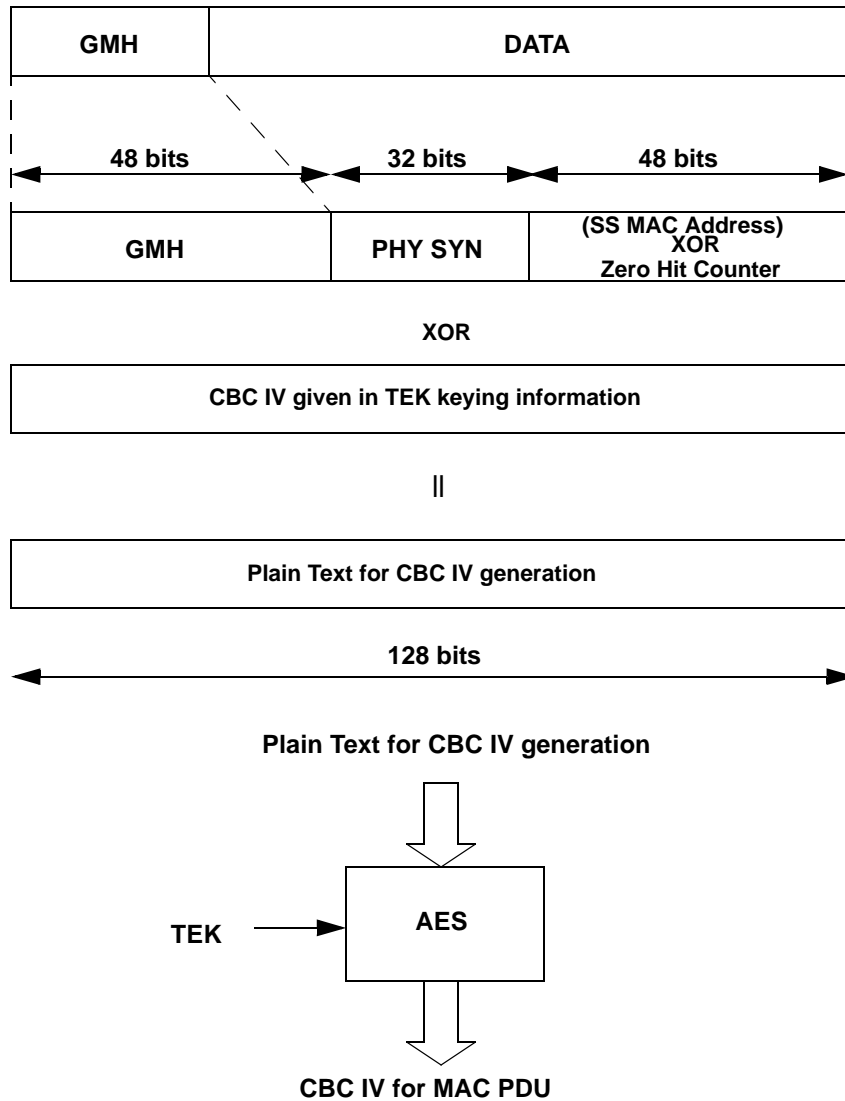 GMH DATA
48 bits 32 bits 48 bits
GMH PHY SYN (SS MAC Address)
XOR
Zero Hit Counter
XOR
CBC IV given in TEK keying information
||
Plain Text for CBC IV generation
128 bits
Plain Text for CBC IV generation
TEK AES
CBC IV for MAC PDU